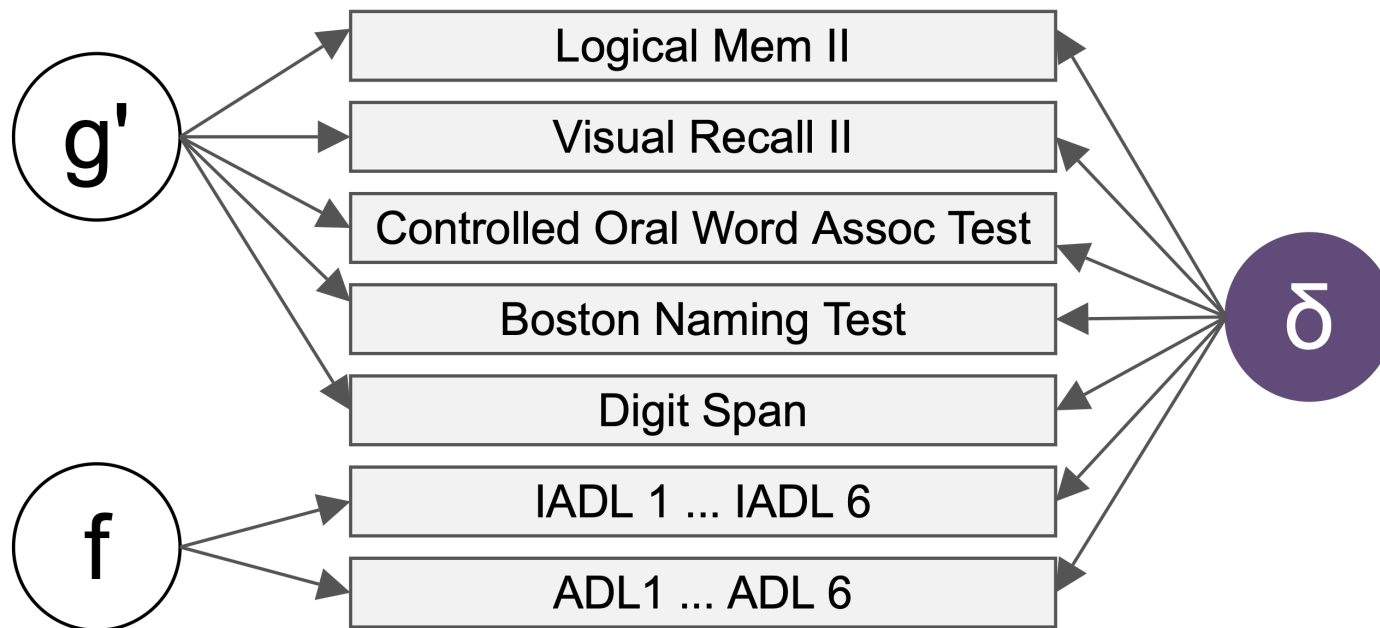 Logical Mem II
g'
Visual Recall II
Controlled Oral Word Assoc Test
Boston Naming Test
δ
Digit Span
IADL 1 ... IADL 6
f
ADL1 ... ADL 6